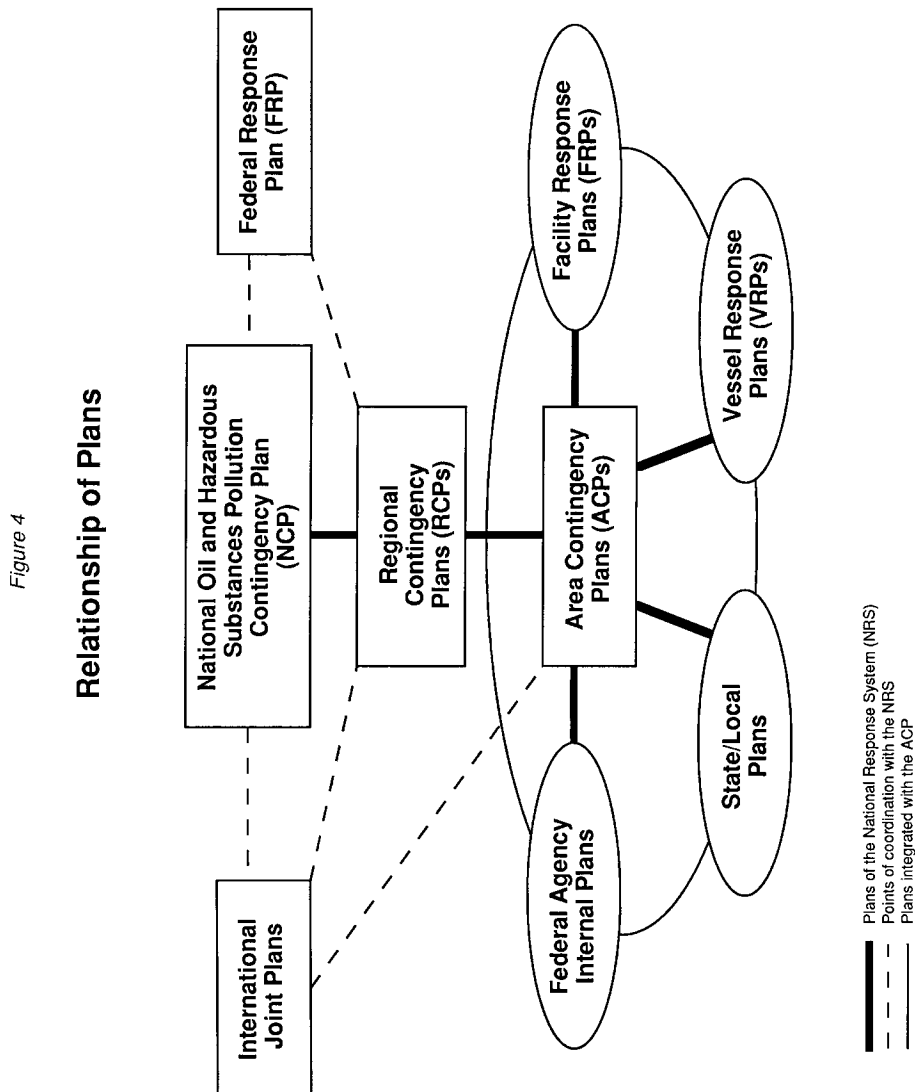 Figure 4
Relationship of Plans
International
Joint Plans
National Oil and Hazardous
Substances Pollution
Contingency Plan
(NCP)
Federal Response
Plan (FRP)
Regional
Contingency
Plans (RCPs)
Area Contingency
Plans (ACPs)
Federal Agency
Internal Plans
Facility Response
Plans (FRPs)
State/Local
Plans
Vessel Response
Plans (VRPs)
Plans of the National Response System (NRS)
Points of coordination with the NRS
Plans integrated with the ACP